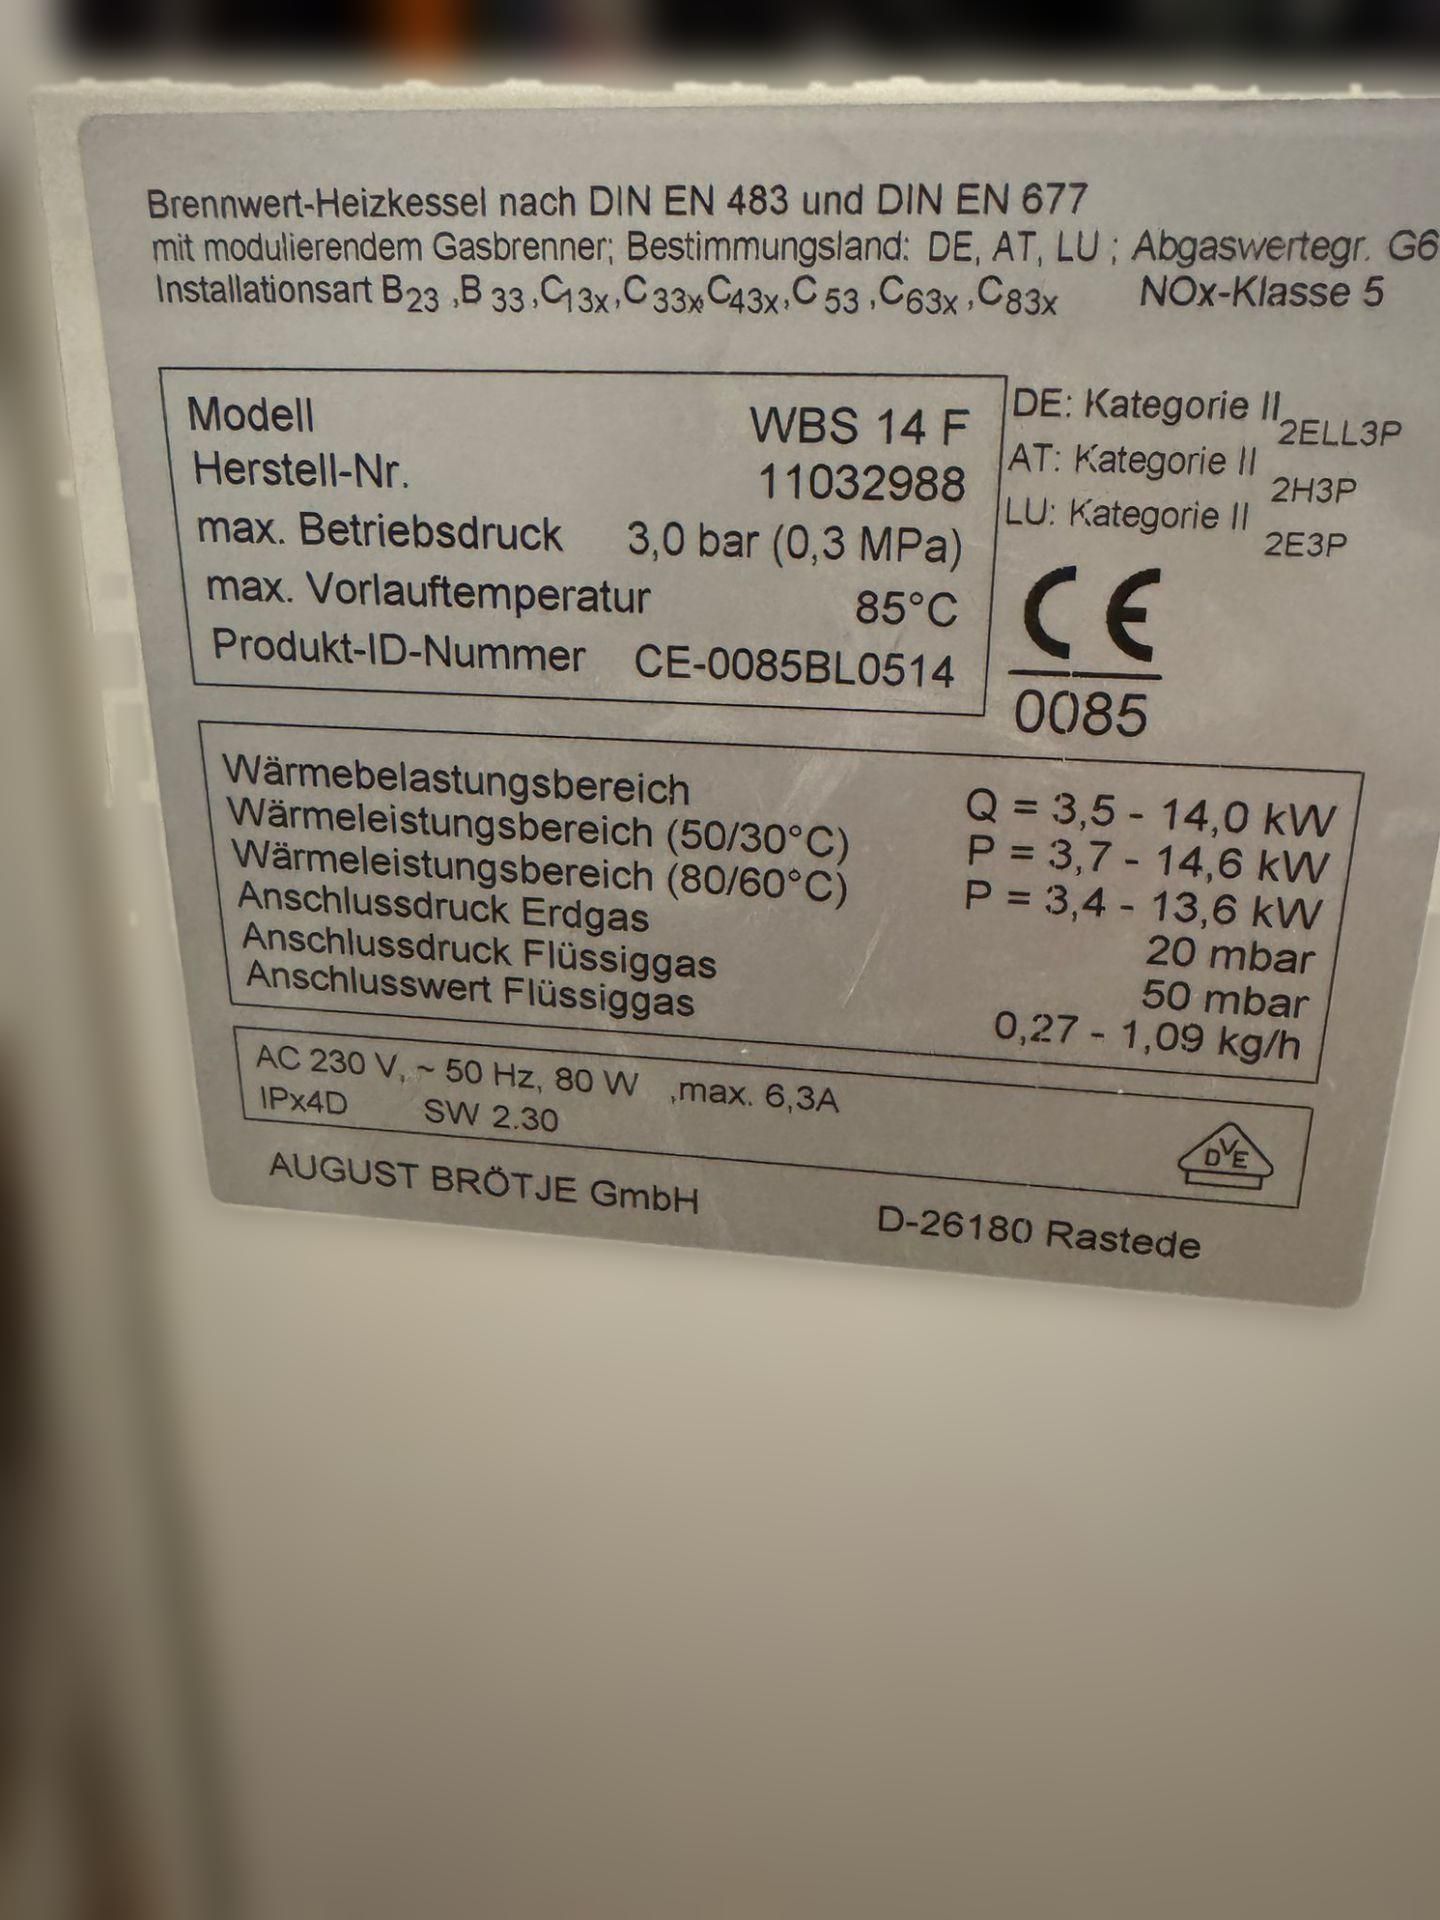 Brennwert-Heizkessel nach DIN EN 483 und DIN EN 677
mit modulierendem Gasbrenner; Bestimmungsland: DE, AT, LU ; Abgaswertegr. G6
Installationsart B23 ,B 33 ,C13x,C 33x,C43x,C 53 ,C63x ,C83x NOx-Klasse 5
Modell WBS 14 F
Herstell-Nr. 11032988
max. Betriebsdruck 3,0 bar (0,3 MPa)
max. Vorlauftemperatur 85°C
Produkt-ID-Nummer CE-0085BL0514
DE: Kategorie II 2ELL3P
AT: Kategorie II 2H3P
LU: Kategorie II 2E3P
CE
0085
Wärmebelastungsbereich Q = 3,5 - 14,0 kW
Wärmeleistungsbereich (50/30°C) P = 3,7 - 14,6 kW
Wärmeleistungsbereich (80/60°C) P = 3,4 - 13,6 kW
Anschlussdruck Erdgas 20 mbar
Anschlussdruck Flüssiggas 50 mbar
Anschlusswert Flüssiggas 0,27 - 1,09 kg/h
AC 230 V, ~ 50 Hz, 80 W ,max. 6,3A
IPx4D SW 2.30
DVE
AUGUST BRÖTJE GmbH D-26180 Rastede